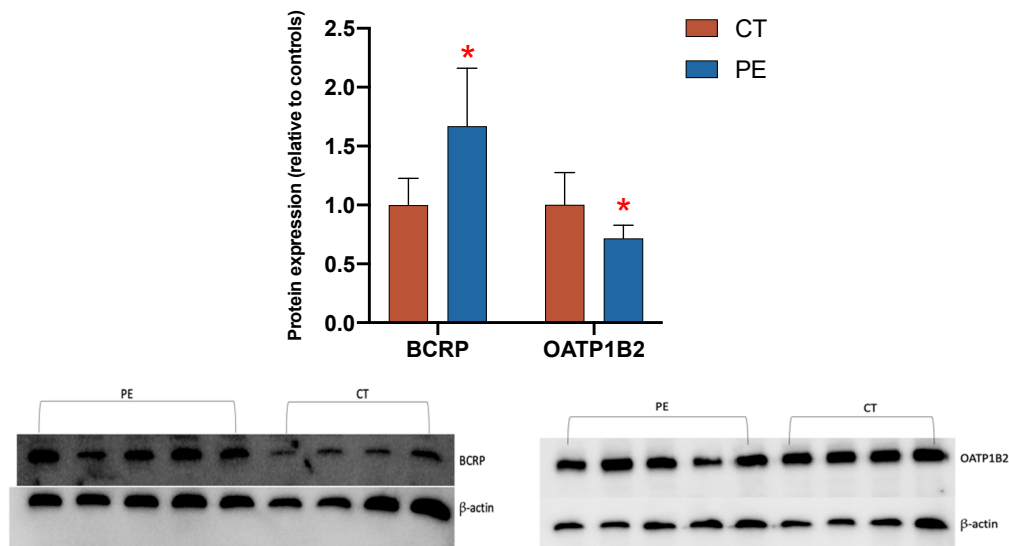 Protein expression (relative to controls)
2.5
2.0
1.5
1.0
0.5
0.0
*
*
BCRP
OATP1B2
CT
PE
PE
CT
BCRP
β-actin
PE
CT
OATP1B2
β-actin